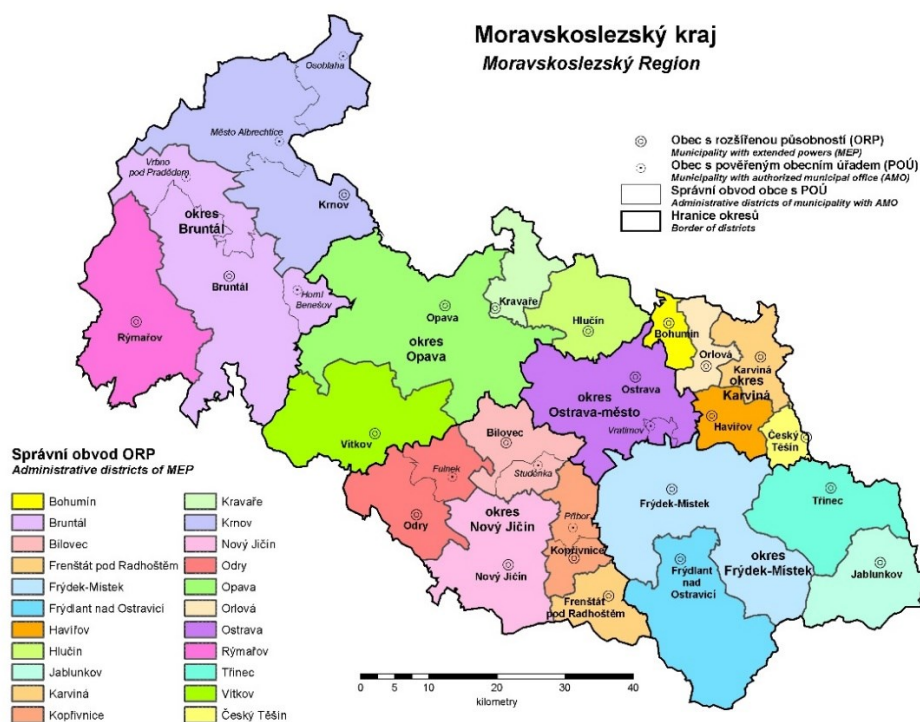 Moravskoslezský kraj
Moravskoslezský Region
Obec s rozšířenou působností (ORP)
Municipality with extended powers (MEP)
Obec s pověřeným obecním úřadem (POÚ)
Municipality with authorized municipal office (AMO)
Správní obvod obce s POÚ
Administrative districts of municipality with AMO
Hranice okresů
Border of districts
Osoblaha
Město Albrechtice
Vrbno
pod Pradědem
Krnov
okres
Bruntál
Bruntál
Horní
Benešov
Rýmařov
Kravaře
Opava
Hlučín
okres
Opava
Bohumín
Orlová
Karviná
okres
Karviná
Ostrava
okres
Ostrava-město
Vratimov
Havířov
Český
Těšín
Vítkov
Bílovec
Studénka
Fulnek
Odry
okres
Nový Jičín
Nový Jičín
Příbor
Kopřivnice
Frenštát
pod Radhoštěm
Frýdek-Místek
Třinec
Frýdlant
nad
Ostravicí
okres
Frýdek-Místek
Jablunkov
Správní obvod ORP
Administrative districts of MEP
Bohumín
Bruntál
Bílovec
Frenštát pod Radhoštěm
Frýdek-Místek
Frýdlant nad Ostravicí
Havířov
Hlučín
Jablunkov
Karviná
Kopřivnice
Kravaře
Krnov
Nový Jičín
Odry
Opava
Orlová
Ostrava
Rýmařov
Třinec
Vítkov
Český Těšín
0 5 10 20 30 40
kilometry